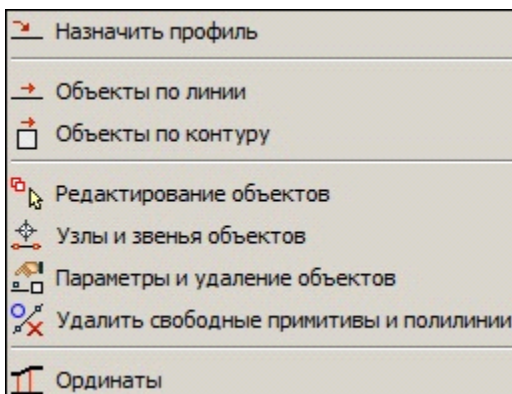 Назначить профиль
Объекты по линии
Объекты по контуру
Редактирование объектов
Узлы и звенья объектов
Параметры и удаление объектов
Удалить свободные примитивы и полилинии
Ординаты